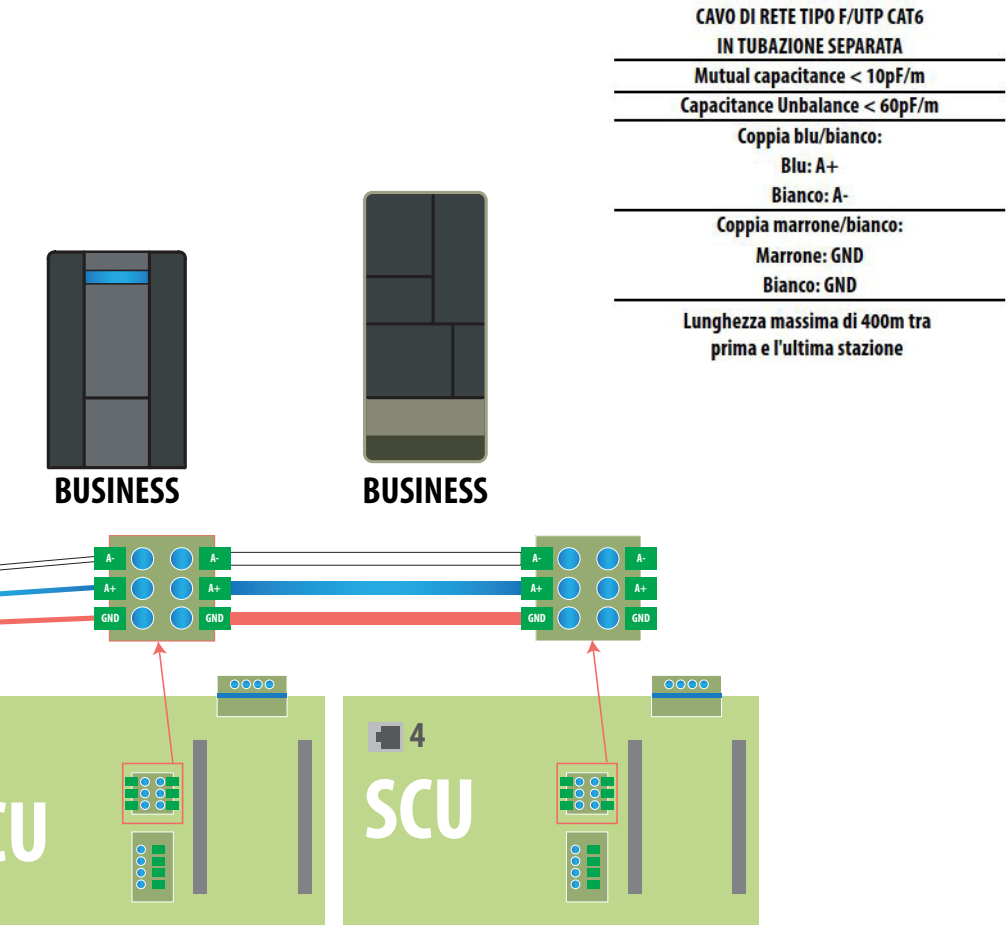 CAVO DI RETE TIPO F/UTP CAT6
IN TUBAZIONE SEPARATA
Mutual capacitance < 10pF/m
Capacitance Unbalance < 60pF/m
Coppia blu/bianco:
Blu: A+
Bianco: A-
Coppia marrone/bianco:
Marrone: GND
Bianco: GND
Lunghezza massima di 400m tra
prima e l'ultima stazione
BUSINESS
BUSINESS
A- A- A- A-
A+ A+ A+ A+
GND GND GND GND
4
CU
SCU